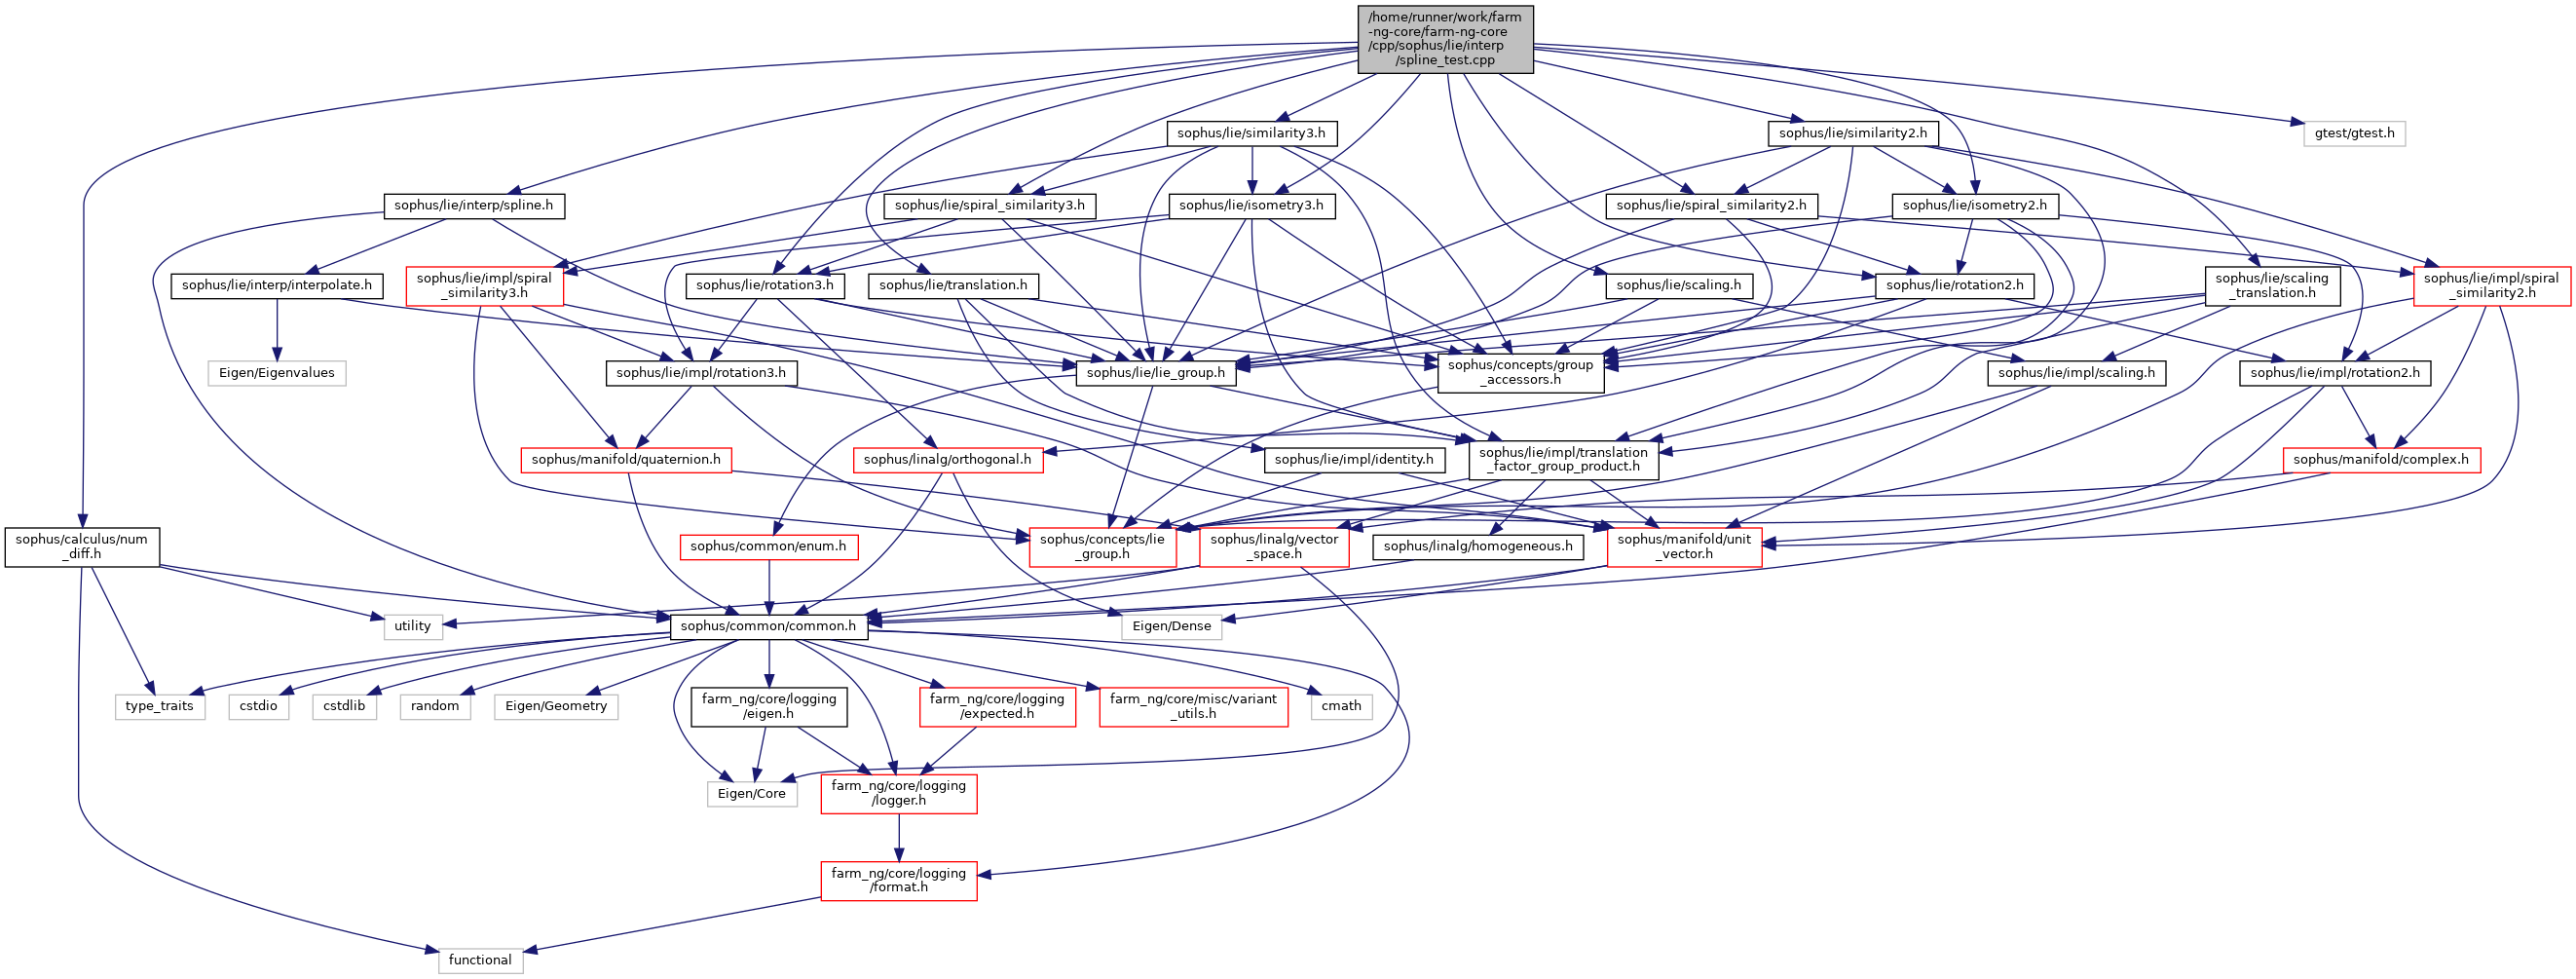 /home/runner/work/farm
-ng-core/farm-ng-core
/cpp/sophus/lie/interp
/spline_test.cpp
sophus/lie/similarity3.h
sophus/lie/similarity2.h
gtest/gtest.h
sophus/lie/interp/spline.h
sophus/lie/spiral_similarity3.h
sophus/lie/isometry3.h
sophus/lie/spiral_similarity2.h
sophus/lie/isometry2.h
sophus/lie/interp/interpolate.h
sophus/lie/impl/spiral
_similarity3.h
sophus/lie/rotation3.h
sophus/lie/translation.h
sophus/lie/scaling.h
sophus/lie/rotation2.h
sophus/lie/scaling
_translation.h
sophus/lie/impl/spiral
_similarity2.h
Eigen/Eigenvalues
sophus/lie/impl/rotation3.h
sophus/lie/lie_group.h
sophus/concepts/group
_accessors.h
sophus/lie/impl/scaling.h
sophus/lie/impl/rotation2.h
sophus/manifold/quaternion.h
sophus/linalg/orthogonal.h
sophus/lie/impl/identity.h
sophus/lie/impl/translation
_factor_group_product.h
sophus/manifold/complex.h
sophus/calculus/num
_diff.h
sophus/common/enum.h
sophus/concepts/lie
_group.h
sophus/linalg/vector
_space.h
sophus/linalg/homogeneous.h
sophus/manifold/unit
_vector.h
utility
sophus/common/common.h
Eigen/Dense
type_traits
cstdio
cstdlib
random
Eigen/Geometry
farm_ng/core/logging
/eigen.h
farm_ng/core/logging
/expected.h
farm_ng/core/misc/variant
_utils.h
cmath
Eigen/Core
farm_ng/core/logging
/logger.h
farm_ng/core/logging
/format.h
functional